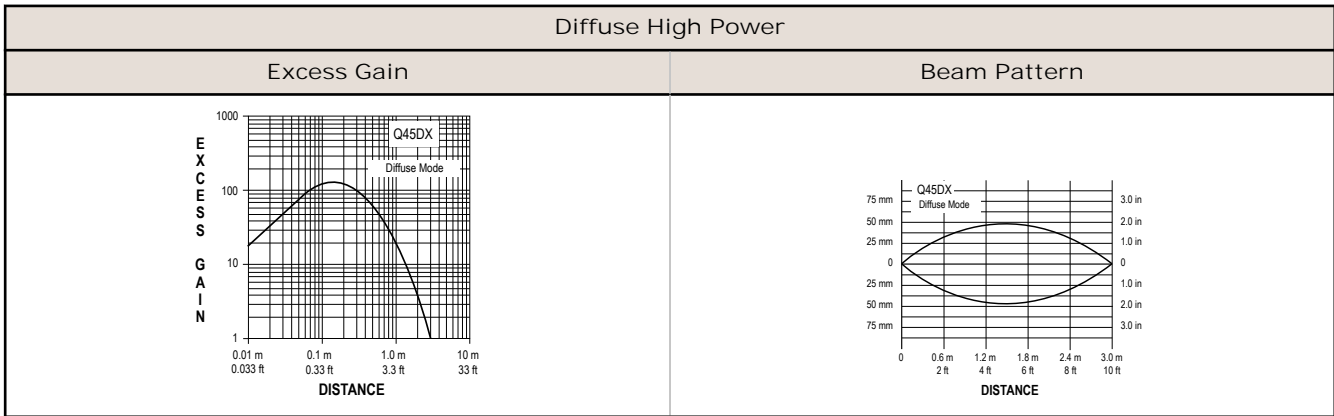 Diffuse High Power
Excess Gain
Beam Pattern
1000
100
10
1
EXCESS GAIN
Q45DX
Diffuse Mode
0.01 m
0.033 ft
0.1 m
0.33 ft
1.0 m
3.3 ft
10 m
33 ft
DISTANCE
Q45DX
Diffuse Mode
75 mm
50 mm
25 mm
0
25 mm
50 mm
75 mm
3.0 in
2.0 in
1.0 in
0
1.0 in
2.0 in
3.0 in
0
0.6 m
2 ft
1.2 m
4 ft
1.8 m
6 ft
2.4 m
8 ft
3.0 m
10 ft
DISTANCE